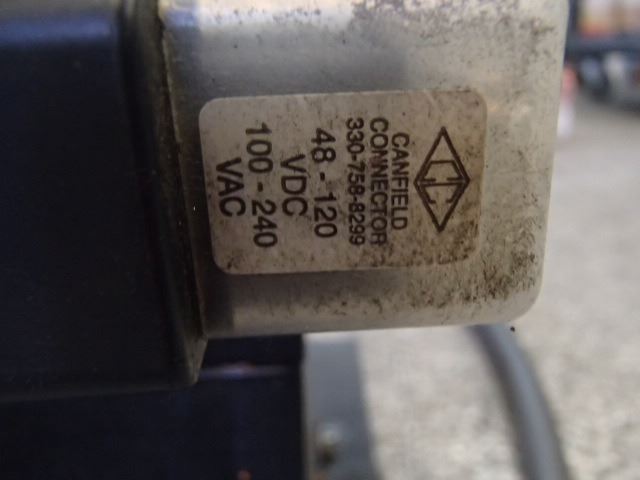 CANFIELD
CONNECTOR
330-758-8299
48 - 120
VDC
100 - 240
VAC